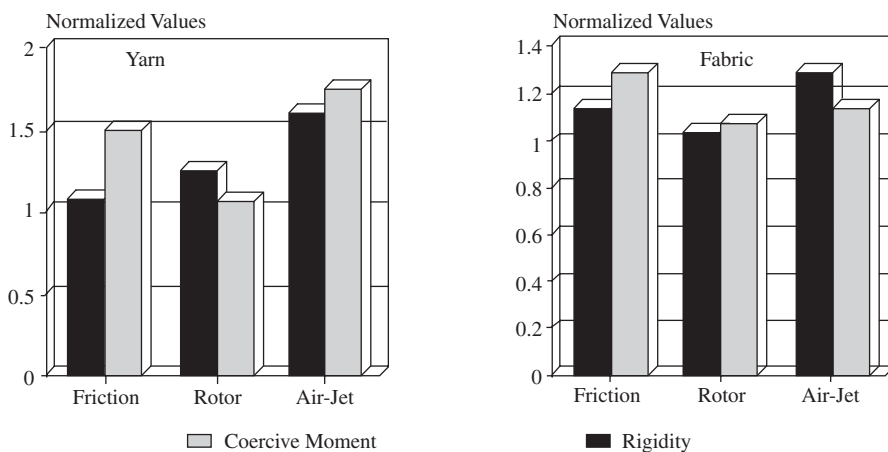 Normalized Values
Yarn
2
1.5
1
0.5
0
Friction Rotor Air-Jet
Normalized Values
Fabric
1.4
1.2
1
0.8
0.6
0.4
0.2
0
Friction Rotor Air-Jet
Coercive Moment
Rigidity